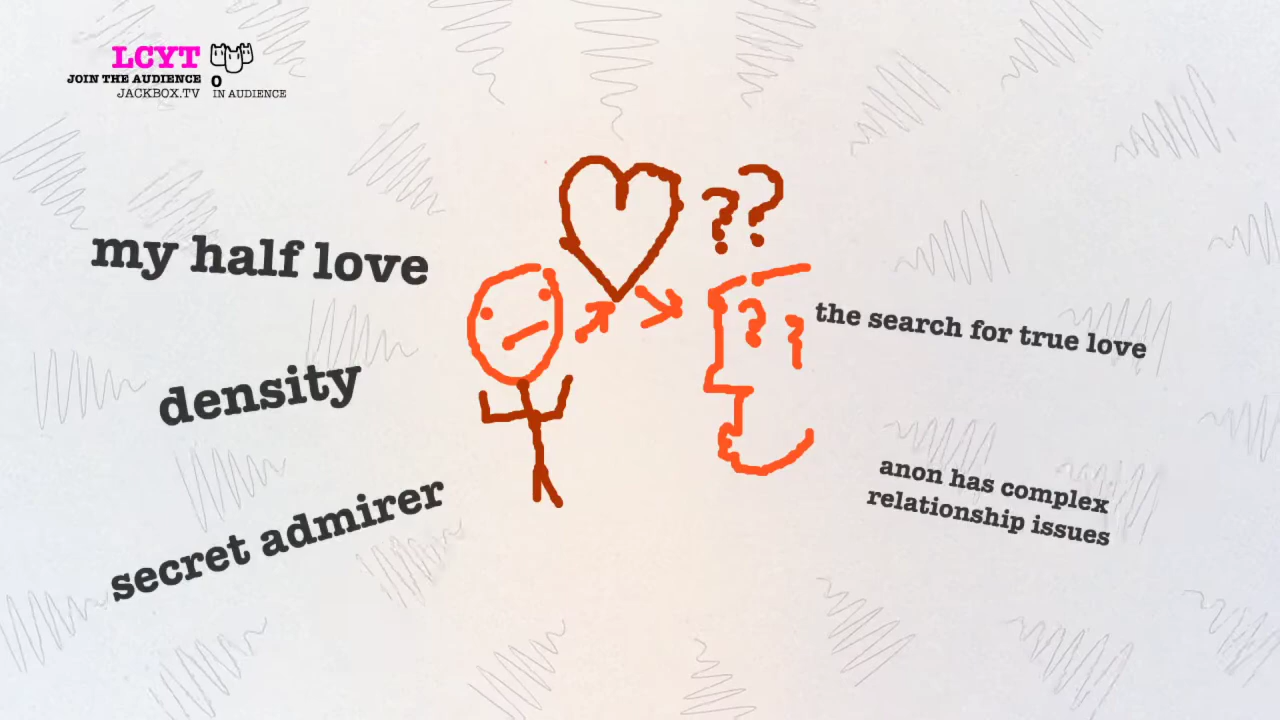 LCYT
JOIN THE AUDIENCE
JACKBOX.TV
0
IN AUDIENCE
??
my half love
the search for true love
density
anon has complex
relationship issues
secret admirer